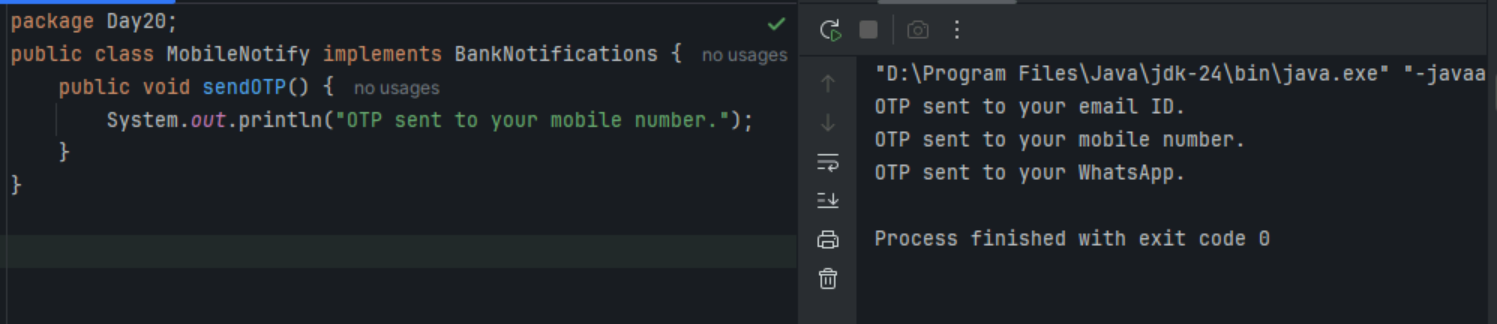 package Day20;
public class MobileNotify implements BankNotifications {  no usages
    public void sendOTP() {  no usages
        System.out.println("OTP sent to your mobile number.");
    }
}
"D:\Program Files\Java\jdk-24\bin\java.exe" "-javaa
OTP sent to your email ID.
OTP sent to your mobile number.
OTP sent to your WhatsApp.
Process finished with exit code 0